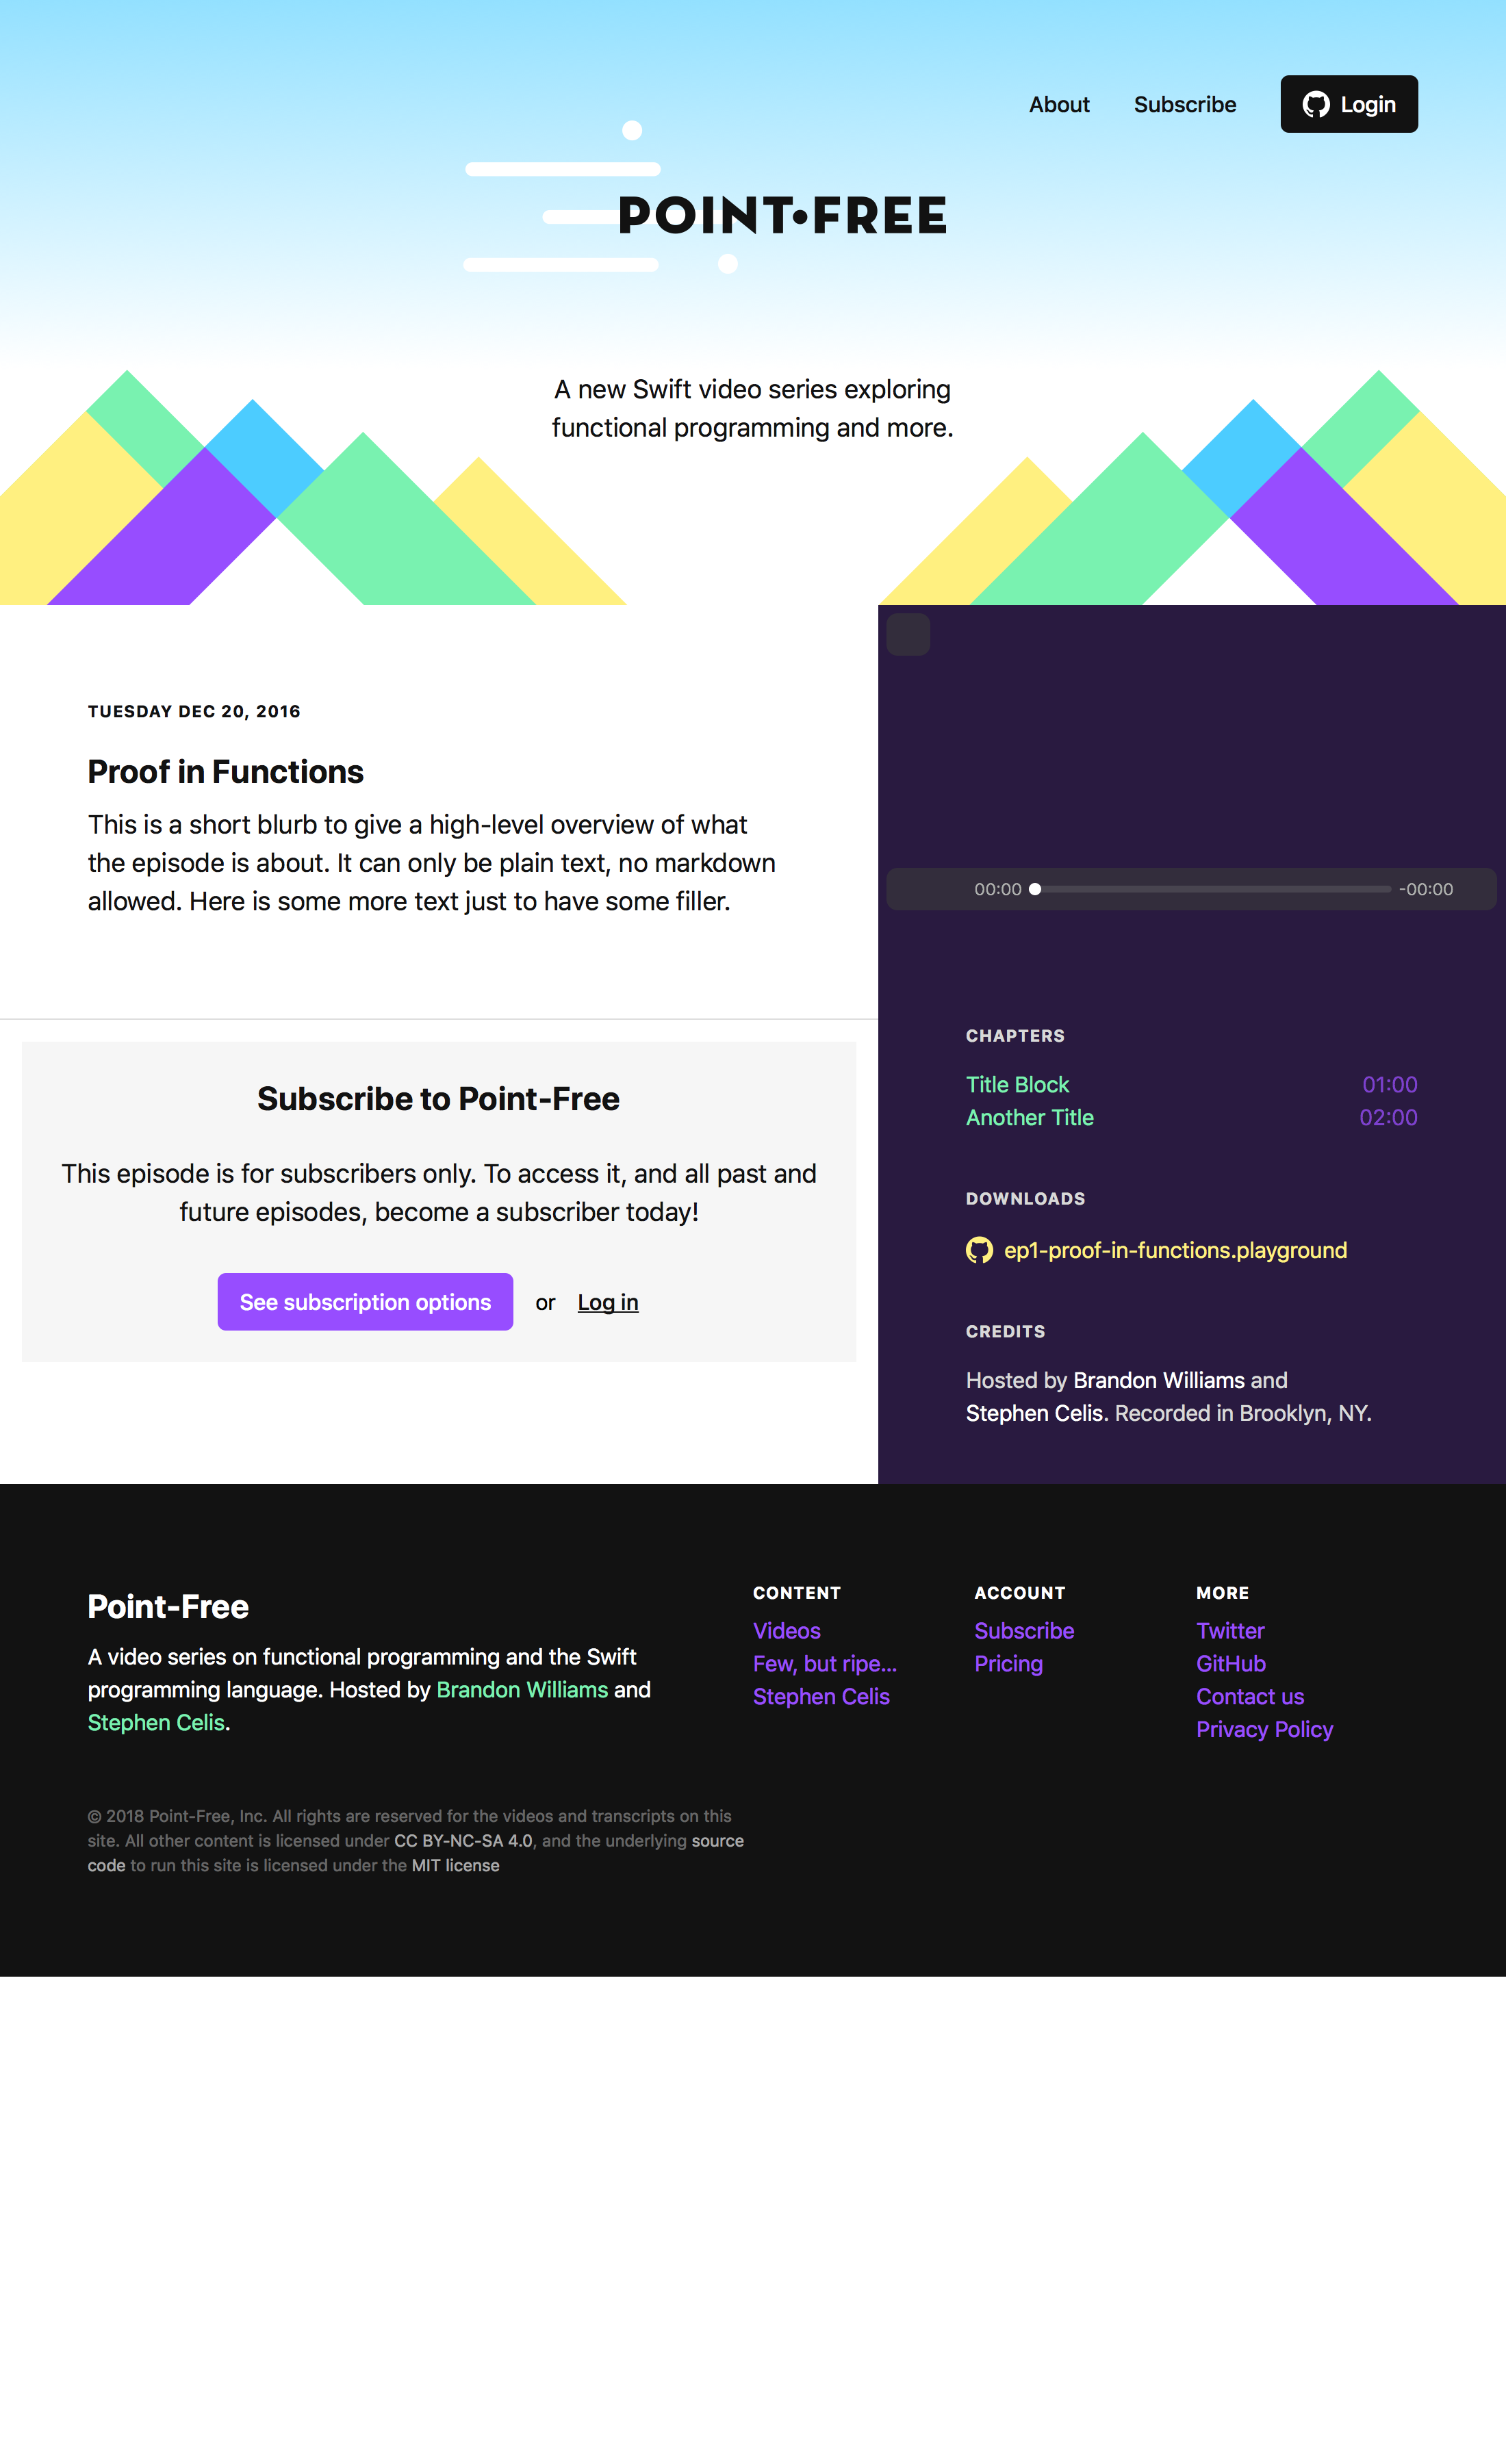 About
Subscribe
Login
POINT•FREE
A new Swift video series exploring
functional programming and more.
TUESDAY DEC 20, 2016
Proof in Functions
This is a short blurb to give a high-level overview of what
the episode is about. It can only be plain text, no markdown
allowed. Here is some more text just to have some filler.
Subscribe to Point-Free
This episode is for subscribers only. To access it, and all past and
future episodes, become a subscriber today!
See subscription options or Log in
00:00 -00:00
CHAPTERS
Title Block 01:00
Another Title 02:00
DOWNLOADS
ep1-proof-in-functions.playground
CREDITS
Hosted by Brandon Williams and
Stephen Celis. Recorded in Brooklyn, NY.
Point-Free
A video series on functional programming and the Swift
programming language. Hosted by Brandon Williams and
Stephen Celis.
CONTENT
Videos
Few, but ripe...
Stephen Celis
ACCOUNT
Subscribe
Pricing
MORE
Twitter
GitHub
Contact us
Privacy Policy
© 2018 Point-Free, Inc. All rights are reserved for the videos and transcripts on this
site. All other content is licensed under CC BY-NC-SA 4.0, and the underlying source
code to run this site is licensed under the MIT license